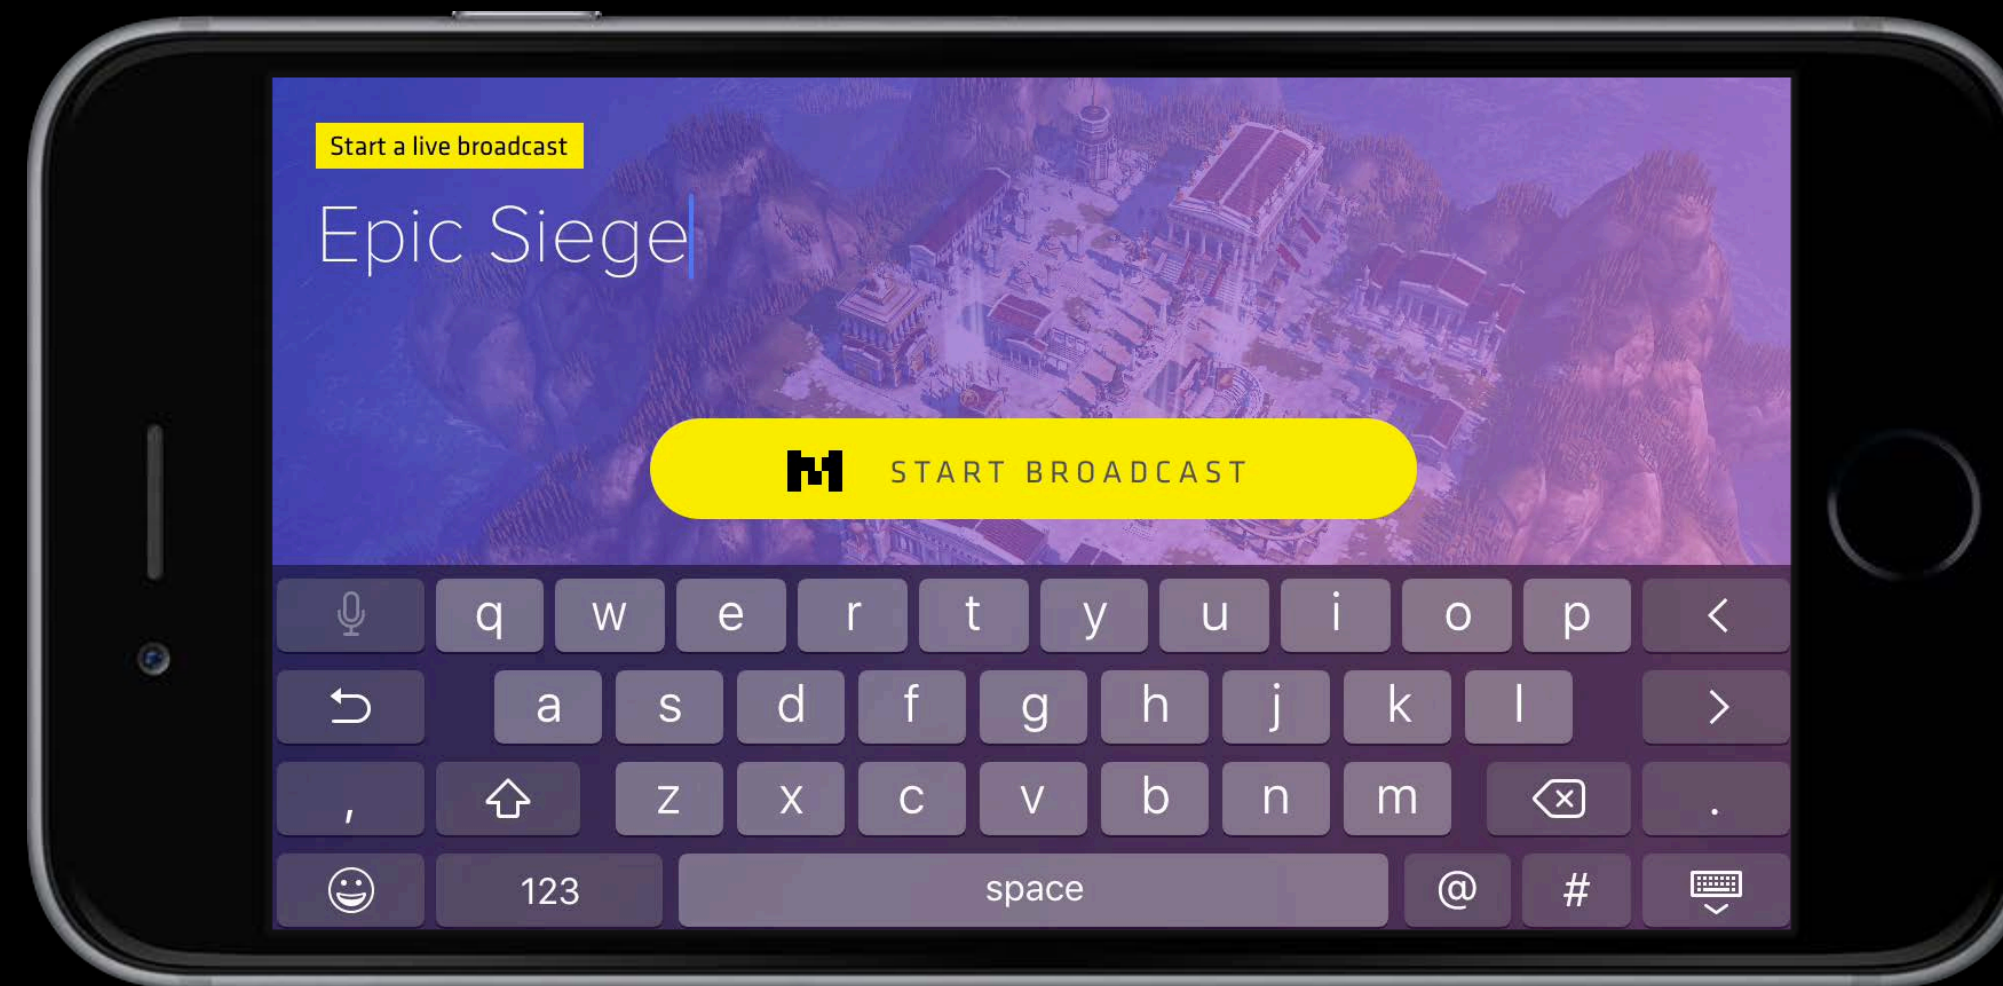 Start a live broadcast
Epic Siege
START BROADCAST
q w e r t y u i o p <
a s d f g h j k l >
, z x c v b n m .
123 space @ #